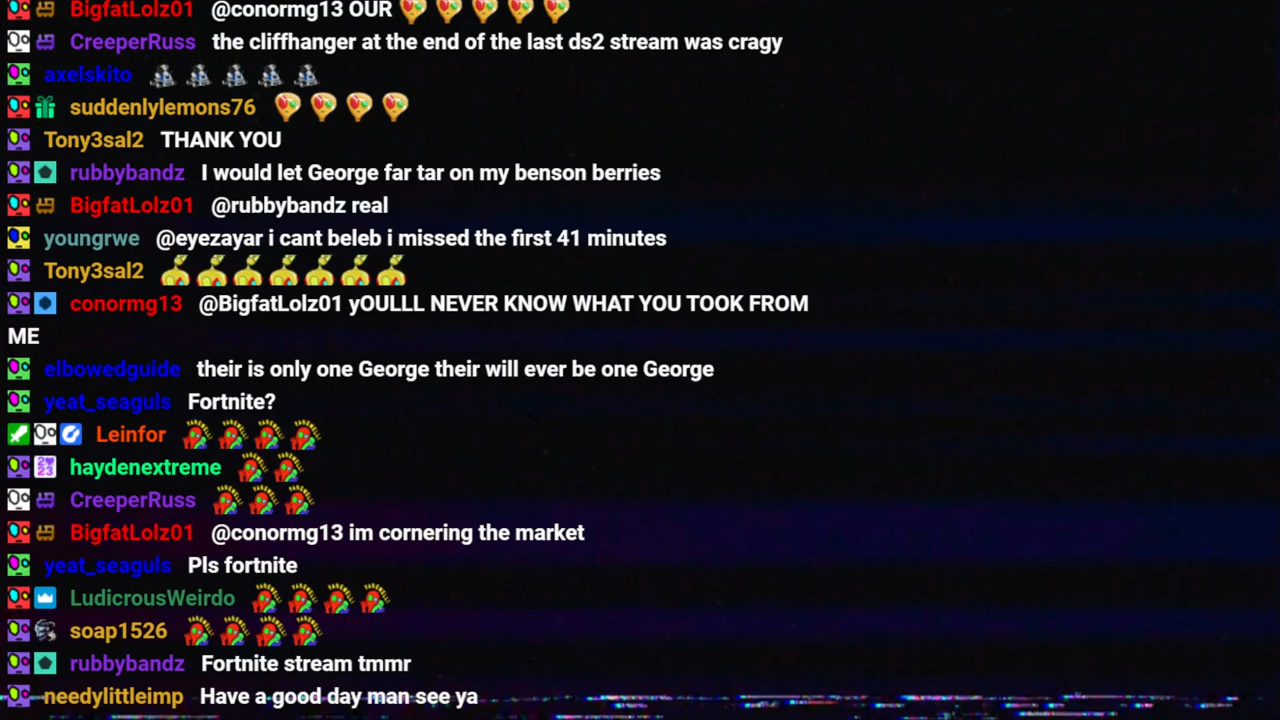 BigfatLolz01 @conormg13 OUR
CreeperRuss the cliffhanger at the end of the last ds2 stream was cragy
axelskito
suddenlylemons76
Tony3sal2 THANK YOU
rubbybandz I would let George far tar on my benson berries
BigfatLolz01 @rubbybandz real
youngrwe @eyezayar i cant beleb i missed the first 41 minutes
Tony3sal2
conormg13 @BigfatLolz01 yOULLL NEVER KNOW WHAT YOU TOOK FROM
ME
elbowedguide their is only one George their will ever be one George
yeat_seaguls Fortnite?
Leinfor
haydenextreme
CreeperRuss
BigfatLolz01 @conormg13 im cornering the market
yeat_seaguls Pls fortnite
LudicrousWeirdo
soap1526
rubbybandz Fortnite stream tmmr
needylittleimp Have a good day man see ya